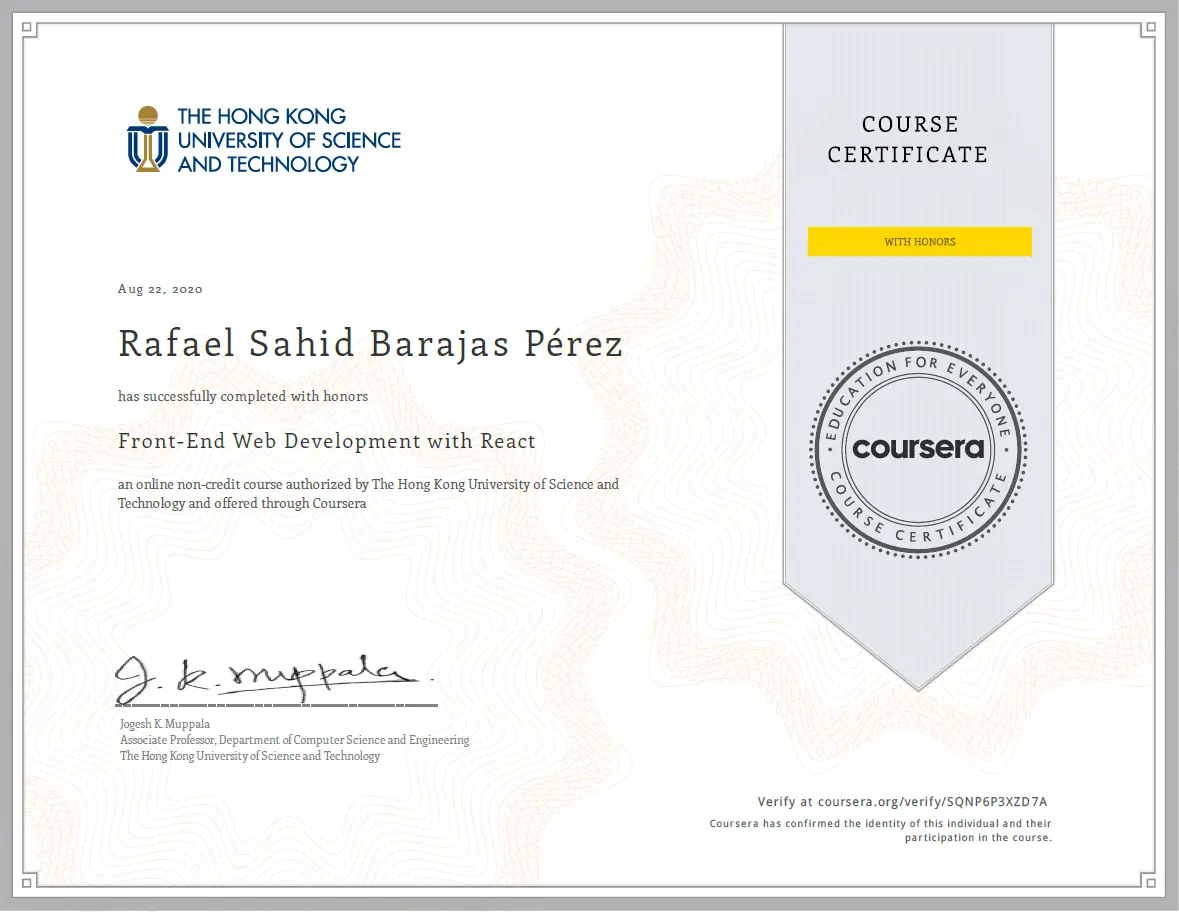 THE HONG KONG
UNIVERSITY OF SCIENCE
AND TECHNOLOGY
COURSE
CERTIFICATE
WITH HONORS
Aug 22, 2020
Rafael Sahid Barajas Pérez
has successfully completed with honors
Front-End Web Development with React
an online non-credit course authorized by The Hong Kong University of Science and
Technology and offered through Coursera
EDUCATION FOR EVERYONE
coursera
COURSE CERTIFICATE
J. K. Muppala
Jogesh K. Muppala
Associate Professor, Department of Computer Science and Engineering
The Hong Kong University of Science and Technology
Verify at coursera.org/verify/SQNP6P3XZD7A
Coursera has confirmed the identity of this individual and their
participation in the course.